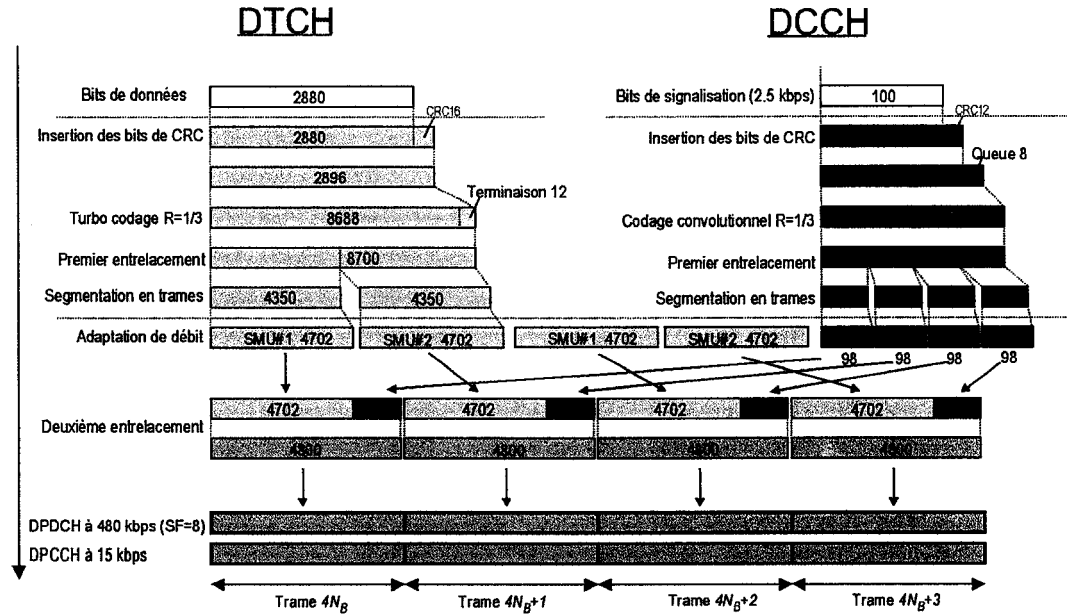 DTCH
DCCH
Bits de données
2880
Bits de signalisation (2.5 kbps)
100
CRC16
CRC12
Insertion des bits de CRC
2880
Insertion des bits de CRC
2896
Queue 8
Terminaison 12
Turbo codage R=1/3
8688
Codage convolutionnel R=1/3
Premier entrelacement
8700
Premier entrelacement
Segmentation en trames
4350
4350
Segmentation en trames
Adaptation de débit
SMU#1 4702
SMU#2 4702
SMU#1 4702
SMU#2 4702
98
98
98
98
4702
4702
4702
4702
Deuxième entrelacement
4800
4800
4800
4800
DPDCH à 480 kbps (SF=8)
DPCCH à 15 kbps
Trame 4NB
Trame 4NB+1
Trame 4NB+2
Trame 4NB+3